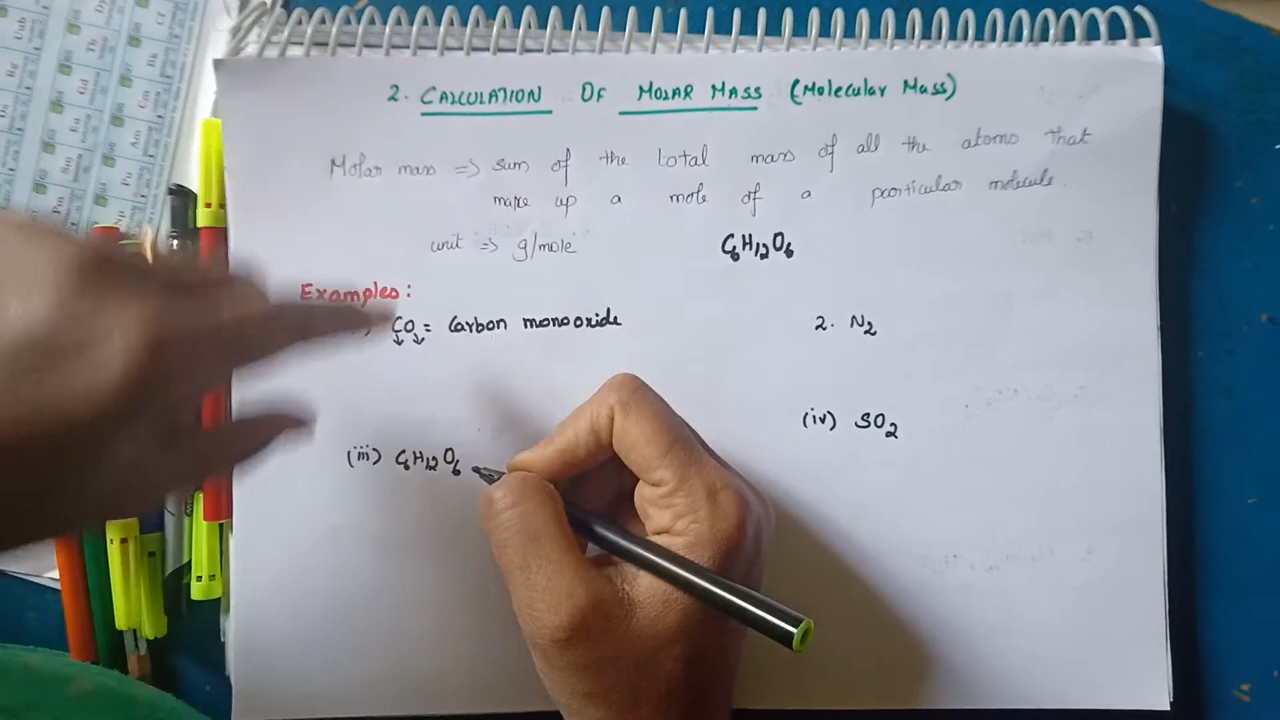 2. CALCULATION OF MOLAR MASS (Molecular Mass)
Molar mass => sum of the total mass of all the atoms that
make up a mole of a particular molecule.
unit => g/mole
C6H12O6
Examples:
) CO = Carbon monooxide
2. N2
(iii) C6H12O6
(iv) SO2